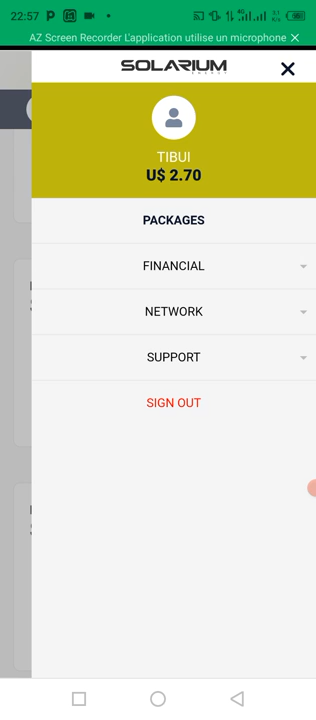 22:57
AZ Screen Recorder L'application utilise un microphone
SOLARIUM
ENERGY
TIBUI
U$ 2.70
PACKAGES
FINANCIAL
NETWORK
SUPPORT
SIGN OUT